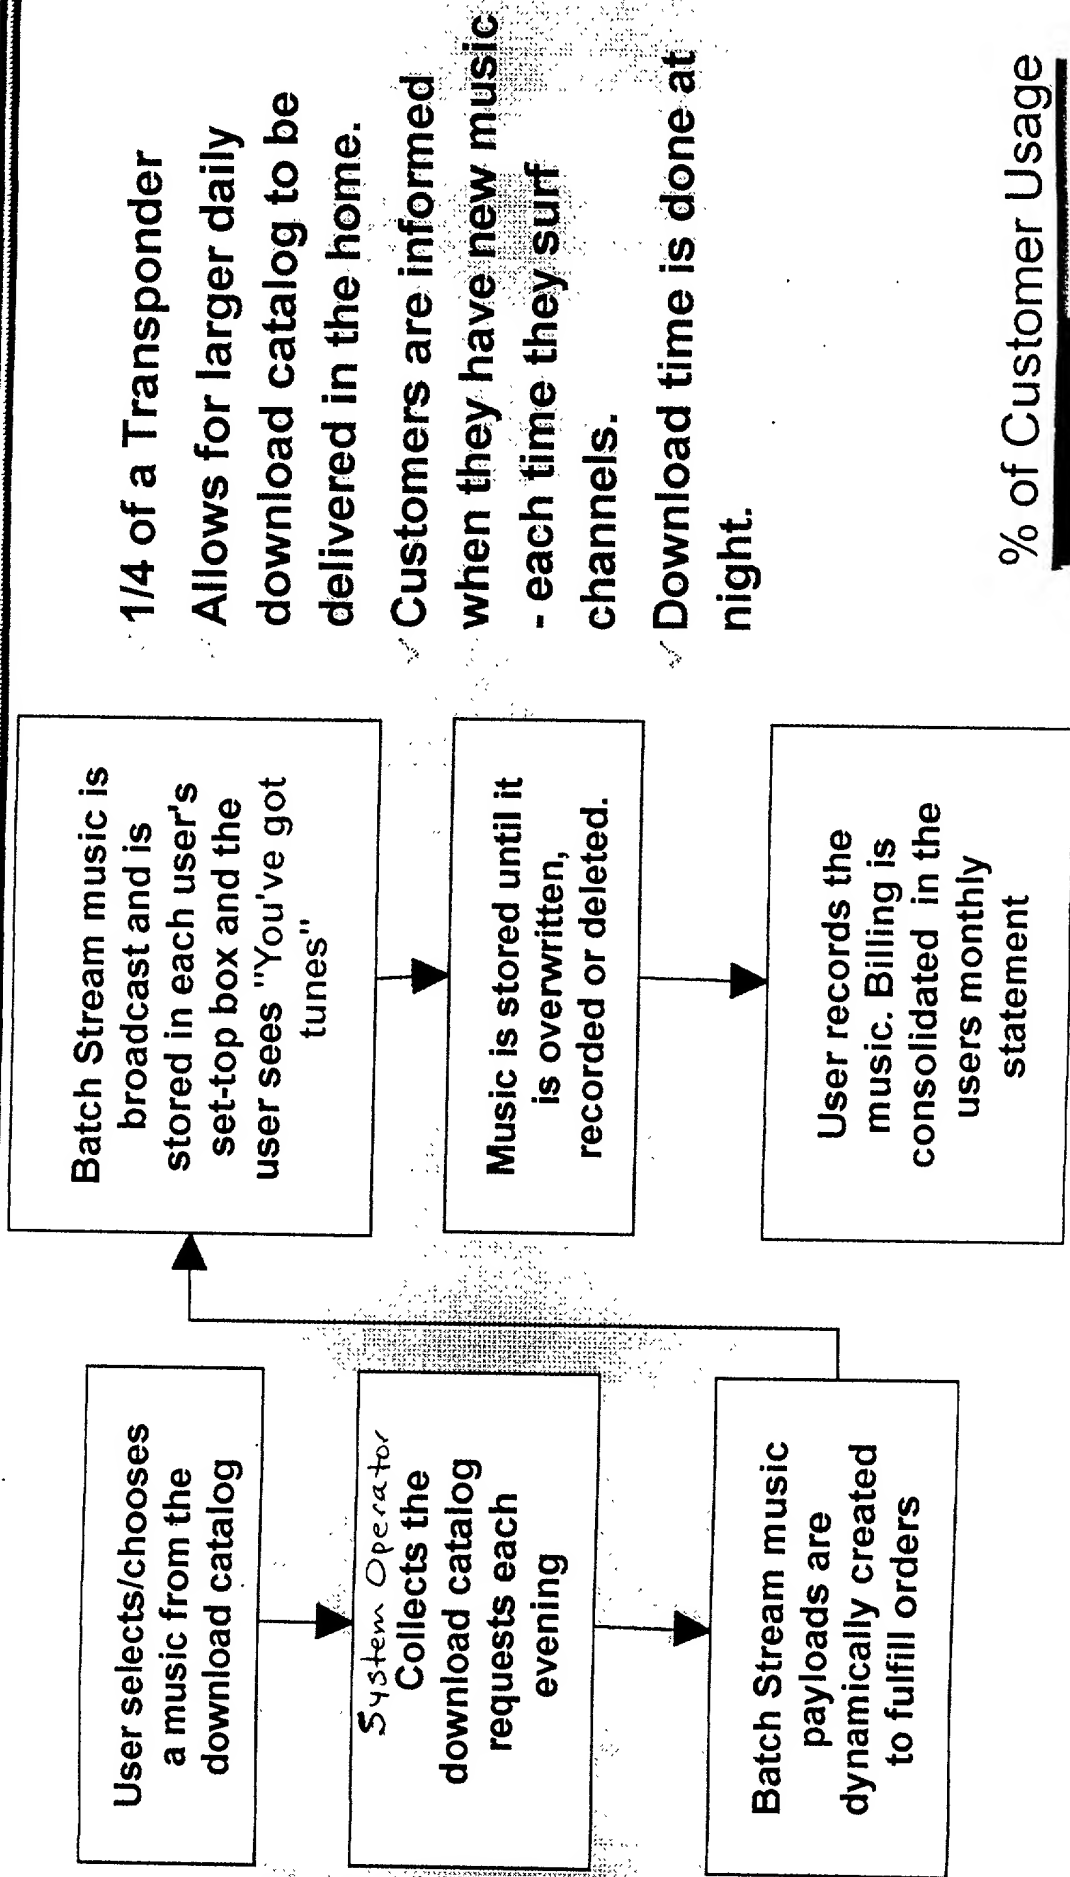 User selects/chooses
a music from the
download catalog
System Operator
Collects the
download catalog
requests each
evening
Batch Stream music
payloads are
dynamically created
to fulfill orders
Batch Stream music is
broadcast and is
stored in each user's
set-top box and the
user sees "You've got
tunes"
Music is stored until it
is overwritten,
recorded or deleted.
User records the
music. Billing is
consolidated in the
users monthly
statement
1/4 of a Transponder
Allows for larger daily
download catalog to be
delivered in the home.
✓ Customers are informed
when they have new music
- each time they surf
channels.
✓ Download time is done at
night.
% of Customer Usage